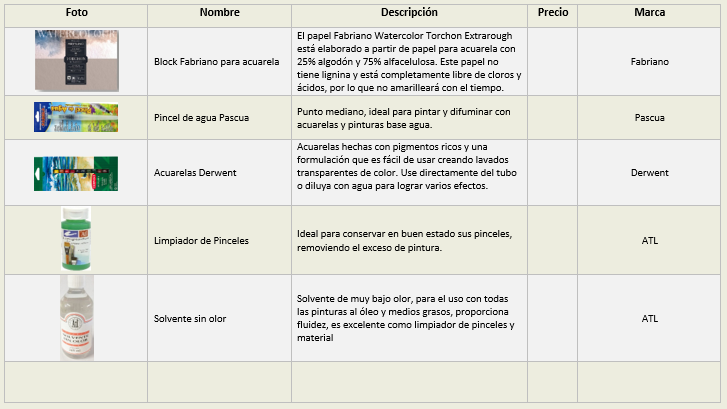 Foto Nombre Descripción Precio Marca
El papel Fabriano Watercolor Torchon Extrarough
está elaborado a partir de papel para acuarela con
25% algodón y 75% alfacelulosa. Este papel no
tiene lignina y está completamente libre de cloros y
ácidos, por lo que no amarilleará con el tiempo.
Block Fabriano para acuarela
Fabriano
Pincel de agua Pascua
Punto mediano, ideal para pintar y difuminar con
acuarelas y pinturas base agua.
Pascua
Acuarelas Derwent
Acuarelas hechas con pigmentos ricos y una
formulación que es fácil de usar creando lavados
transparentes de color. Use directamente del tubo
o diluya con agua para lograr varios efectos.
Derwent
Limpiador de Pinceles
Ideal para conservar en buen estado sus pinceles,
removiendo el exceso de pintura.
ATL
SOLVENTE
SIN OLOR
Solvente sin olor
Solvente de muy bajo olor, para el uso con todas
las pinturas al óleo y medios grasos, proporciona
fluidez, es excelente como limpiador de pinceles y
material
ATL